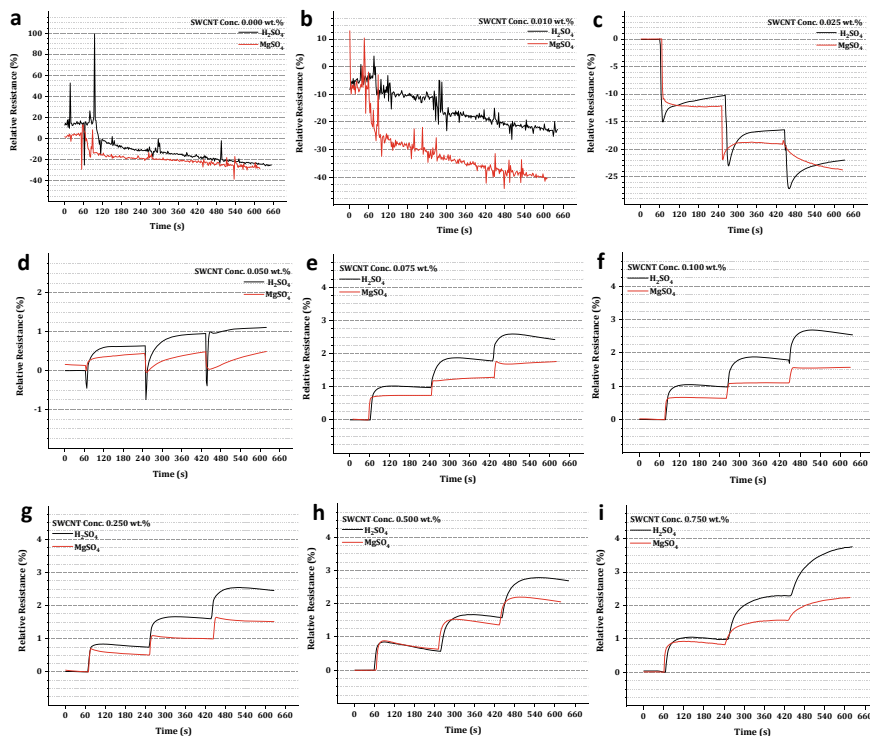 a
SWCNT Conc. 0.000 wt.%
H₂SO₄
MgSO₄
Relative Resistance (%)
100
80
60
40
20
0
-20
-40
0 60 120 180 240 300 360 420 480 540 600 660
Time (s)
b
SWCNT Conc. 0.010 wt.%
H₂SO₄
MgSO₄
Relative Resistance (%)
10
0
-10
-20
-30
-40
0 60 120 180 240 300 360 420 480 540 600 660
Time (s)
c
SWCNT Conc. 0.025 wt.%
H₂SO₄
MgSO₄
Relative Resistance (%)
0
-5
-10
-15
-20
-25
0 60 120 180 240 300 360 420 480 540 600 660
Time (s)
d
SWCNT Conc. 0.050 wt.%
H₂SO₄
MgSO₄
Relative Resistance (%)
2
1
0
-1
0 60 120 180 240 300 360 420 480 540 600 660
Time (s)
e
SWCNT Conc. 0.075 wt.%
H₂SO₄
MgSO₄
Relative Resistance (%)
4
3
2
1
0
0 60 120 180 240 300 360 420 480 540 600 660
Time (s)
f
SWCNT Conc. 0.100 wt.%
H₂SO₄
MgSO₄
Relative Resistance (%)
4
3
2
1
0
0 60 120 180 240 300 360 420 480 540 600 660
Time (s)
g
SWCNT Conc. 0.250 wt.%
H₂SO₄
MgSO₄
Relative Resistance (%)
4
3
2
1
0
0 60 120 180 240 300 360 420 480 540 600 660
Time (s)
h
SWCNT Conc. 0.500 wt.%
H₂SO₄
MgSO₄
Relative Resistance (%)
4
3
2
1
0
0 60 120 180 240 300 360 420 480 540 600 660
Time (s)
i
SWCNT Conc. 0.750 wt.%
H₂SO₄
MgSO₄
Relative Resistance (%)
4
3
2
1
0
0 60 120 180 240 300 360 420 480 540 600 660
Time (s)